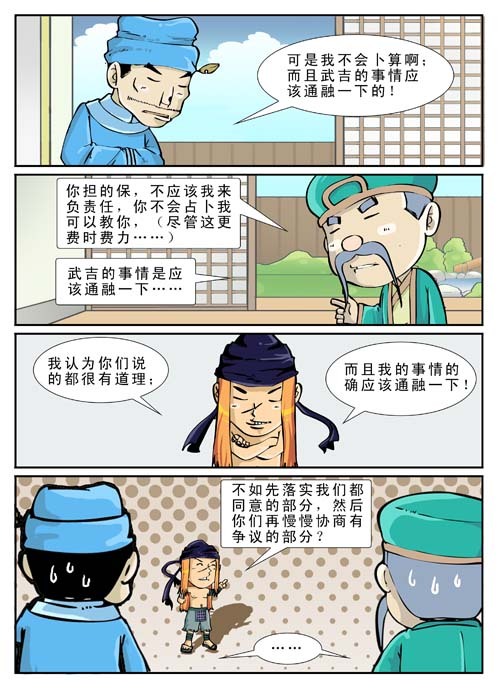 可是我不会卜算啊；
而且武吉的事情应
该通融一下的！
你担的保，不应该我来
负责任，你不会占卜我
可以教你，（尽管这更
费时费力……）
武吉的事情是应
该通融一下……
我认为你们说
的都很有道理；
而且我的事情的
确应该通融一下！
不如先落实我们都
同意的部分，然后
你们再慢慢协商有
争议的部分？
……